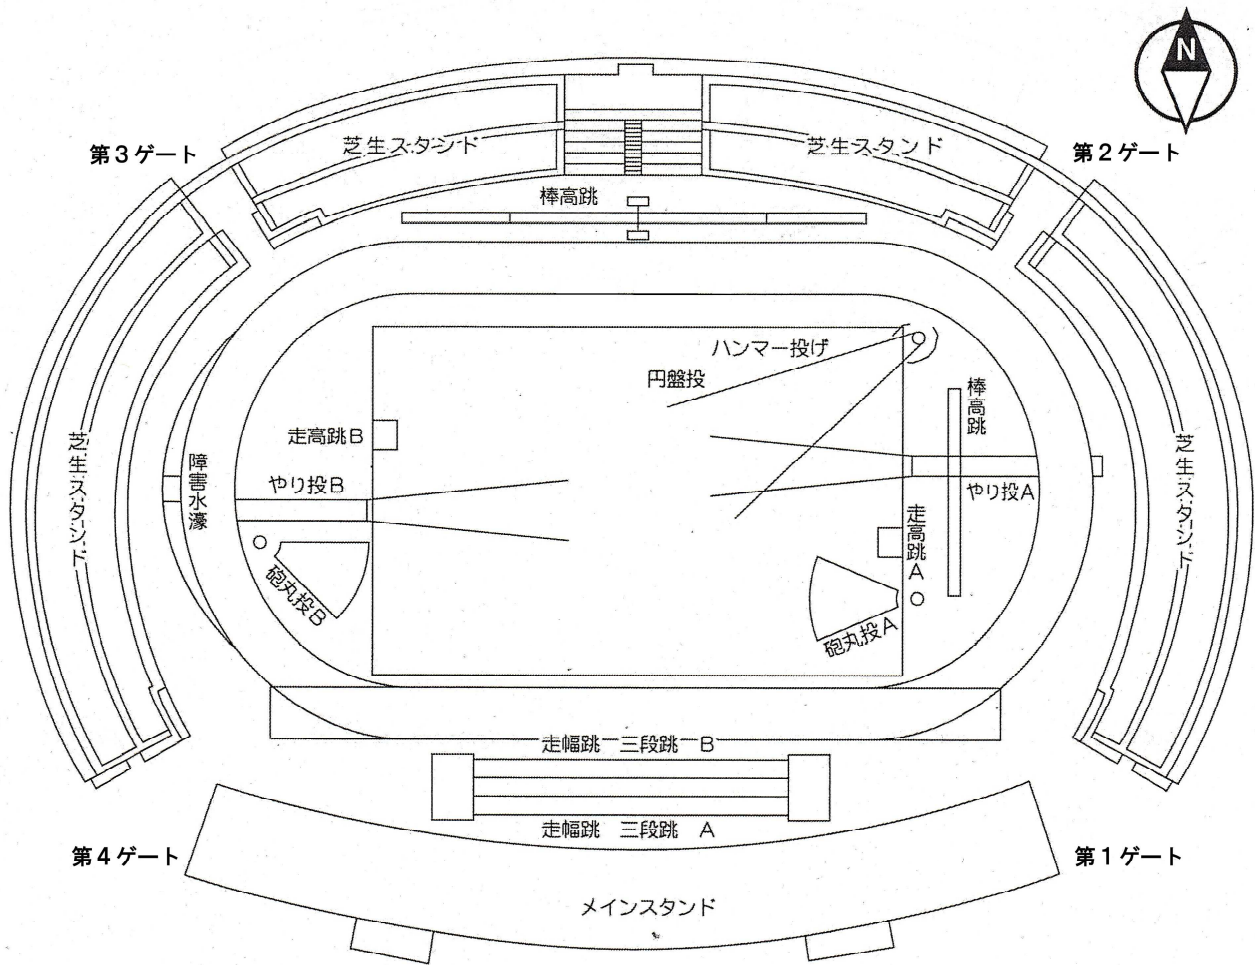 N
第3ゲート
芝生スタンド
芝生スタンド
第2ゲート
棒高跳
ハンマー投げ
円盤投
棒高跳
走高跳B
障害水濠
やり投B
やり投A
芝生スタンド
芝生スタンド
走高跳A
砲丸投B
砲丸投A
走幅跳 三段跳 B
走幅跳 三段跳 A
第4ゲート
第1ゲート
メインスタンド